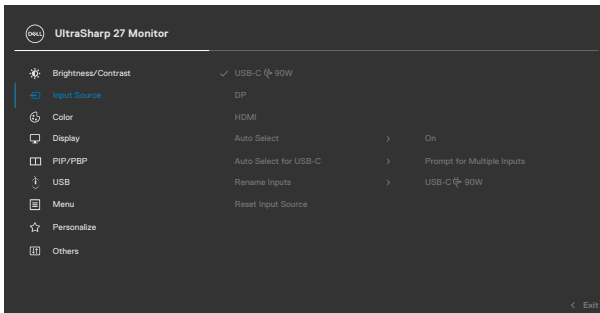 DELL UltraSharp 27 Monitor
Brightness/Contrast USB-C 90W
Input Source DP
Color HDMI
Display Auto Select > On
PIP/PBP Auto Select for USB-C > Prompt for Multiple Inputs
USB Rename Inputs > USB-C 90W
Menu Reset Input Source
Personalize
Others
< Exit